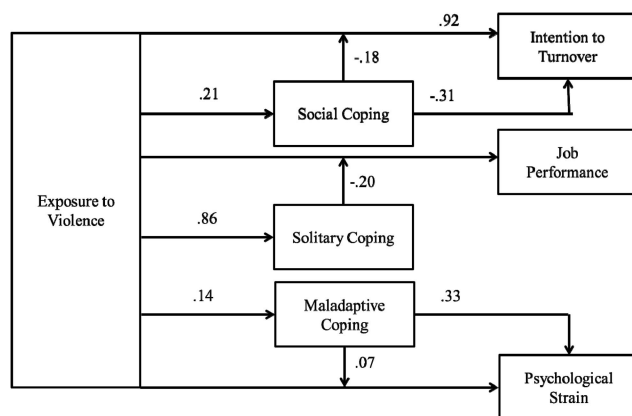 .92
Intention to
Turnover
-.18
.21
Social Coping
-.31
Job
Performance
Exposure to
Violence
-.20
.86
Solitary Coping
.14
Maladaptive
Coping
.33
.07
Psychological
Strain